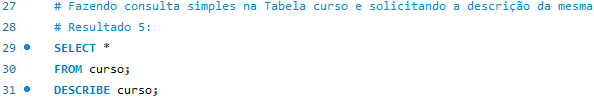 27 # Fazendo consulta simples na Tabela curso e solicitando a descrição da mesma
28 # Resultado 5:
29 SELECT *
30 FROM curso;
31 DESCRIBE curso;